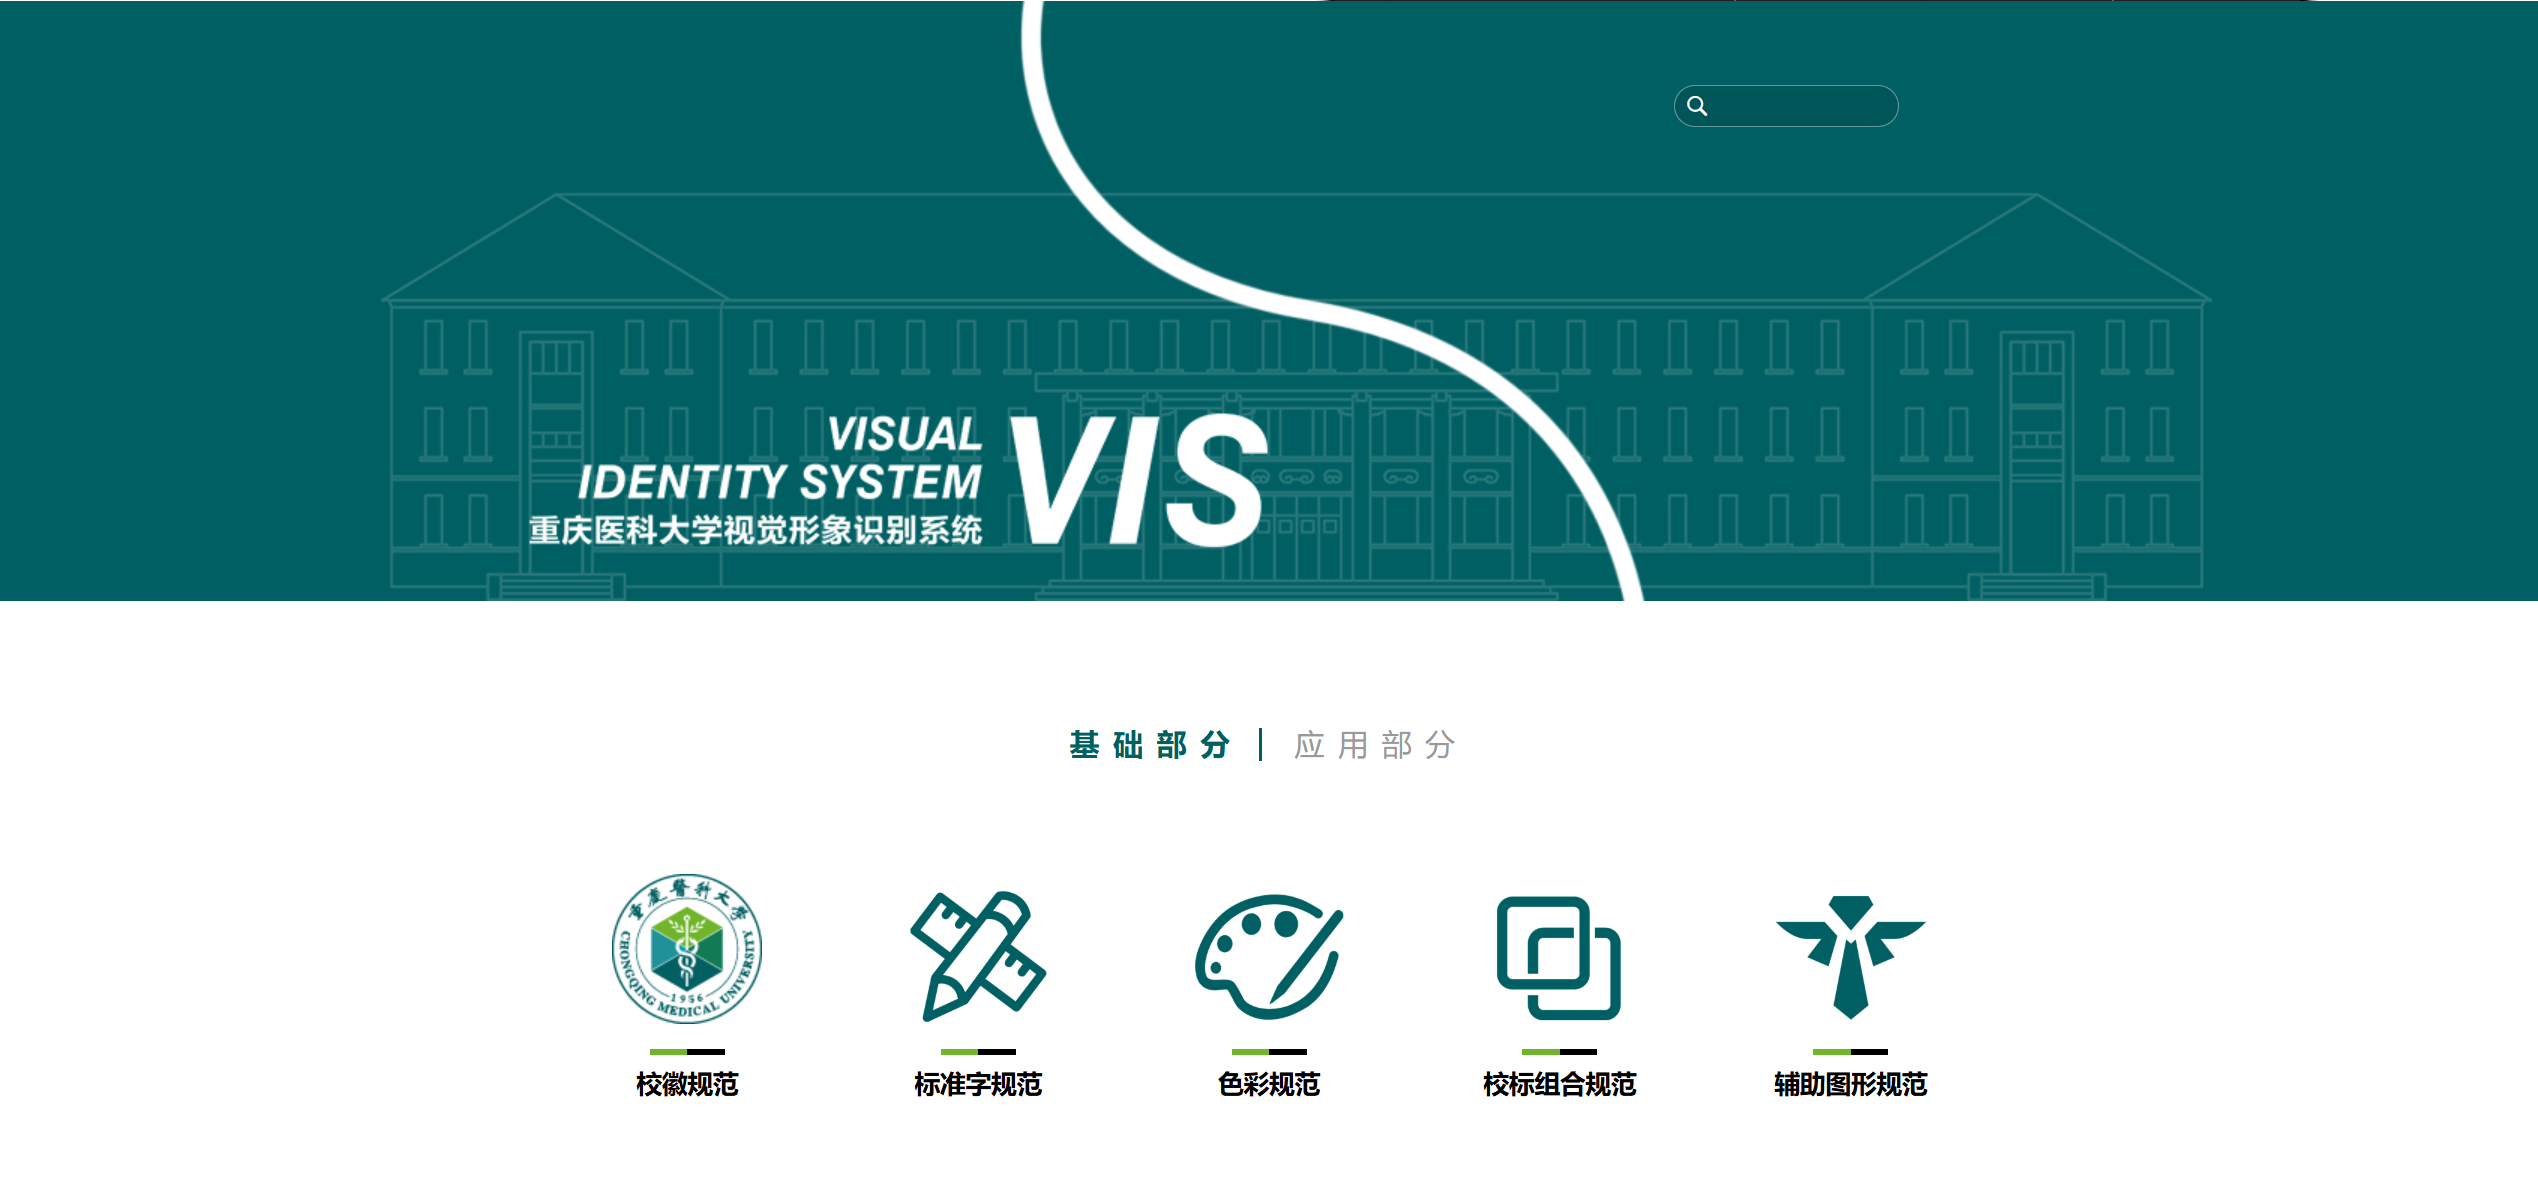 VISUAL
IDENTITY SYSTEM
重庆医科大学视觉形象识别系统
VIS
基础部分
应用部分
重慶醫科大學
CHONGQING MEDICAL UNIVERSITY
1956
校徽规范
标准字规范
色彩规范
校标组合规范
辅助图形规范